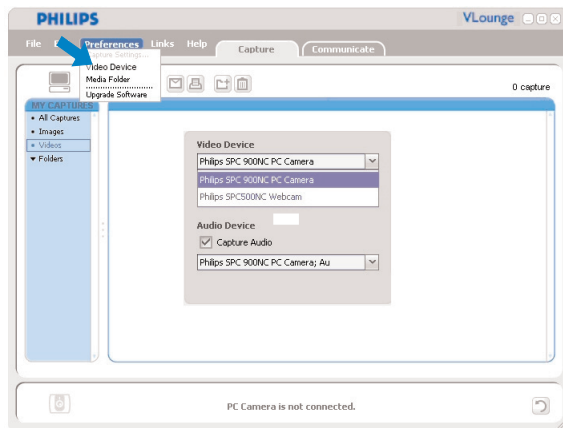 PHILIPS
VLounge
File
Preferences Links Help Capture Communicate
Capture Settings...
Video Device
Media Folder
Upgrade Software
0 capture
MY CAPTURES
All Captures
Images
Videos
Folders
Video Device
Philips SPC 900NC PC Camera
Philips SPC 900NC PC Camera
Philips SPC500NC Webcam
Audio Device
Capture Audio
Philips SPC 900NC PC Camera; Au
PC Camera is not connected.